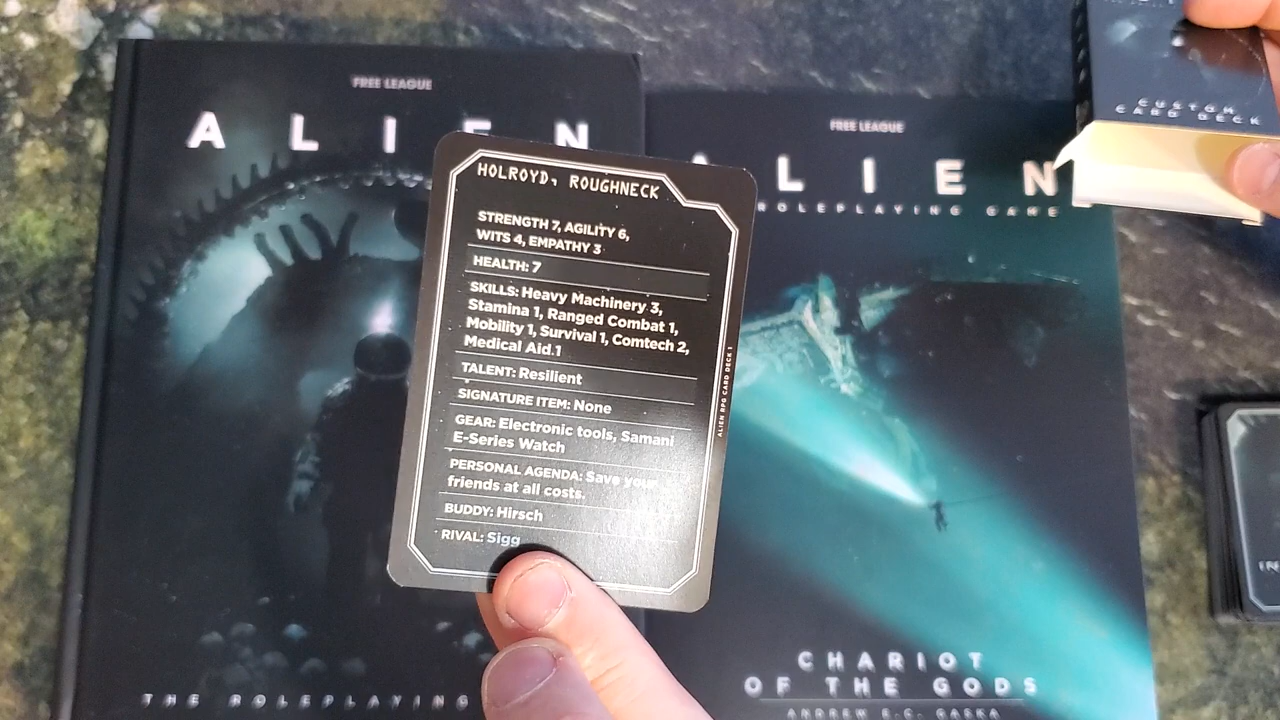 FREE LEAGUE
ALIEN
THE ROLEPLAYING
HOLROYD, ROUGHNECK
STRENGTH 7, AGILITY 6,
WITS 4, EMPATHY 3
HEALTH: 7
SKILLS: Heavy Machinery 3,
Stamina 1, Ranged Combat 1,
Mobility 1, Survival 1, Comtech 2,
Medical Aid.1
TALENT: Resilient
SIGNATURE ITEM: None
GEAR: Electronic tools, Samani
E-Series Watch
PERSONAL AGENDA: Save your
friends at all costs.
BUDDY: Hirsch
RIVAL: Sigg
ALIEN RPG CARD DECK 1
FREE LEAGUE
ALIEN
ROLEPLAYING GAME
CHARIOT
OF THE GODS
ANDREW E.C. GASKA
CUSTOM
CARD DECK
IN